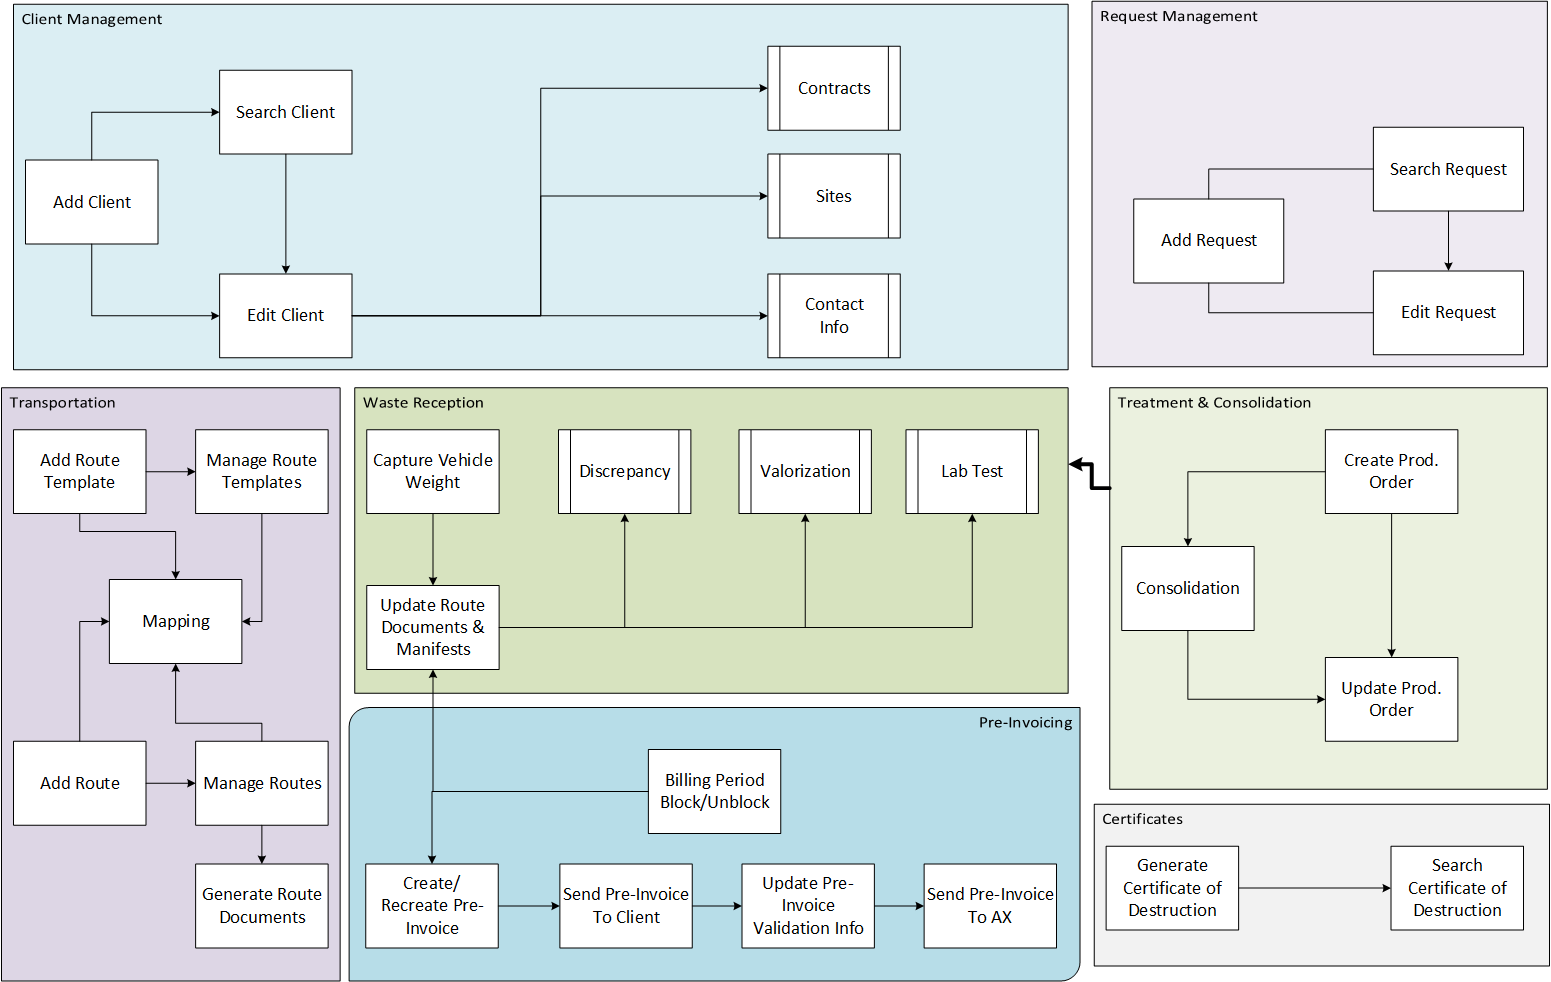 Client Management
Search Client
Add Client
Edit Client
Contracts
Sites
Contact
Info
Request Management
Search Request
Add Request
Edit Request
Transportation
Add Route
Template
Manage Route
Templates
Mapping
Add Route
Manage Routes
Generate Route
Documents
Waste Reception
Capture Vehicle
Weight
Discrepancy
Valorization
Lab Test
Update Route
Documents &
Manifests
Treatment & Consolidation
Create Prod.
Order
Consolidation
Update Prod.
Order
Pre-Invoicing
Billing Period
Block/Unblock
Create/
Recreate Pre-
Invoice
Send Pre-Invoice
To Client
Update Pre-
Invoice
Validation Info
Send Pre-Invoice
To AX
Certificates
Generate
Certificate of
Destruction
Search
Certificate of
Destruction